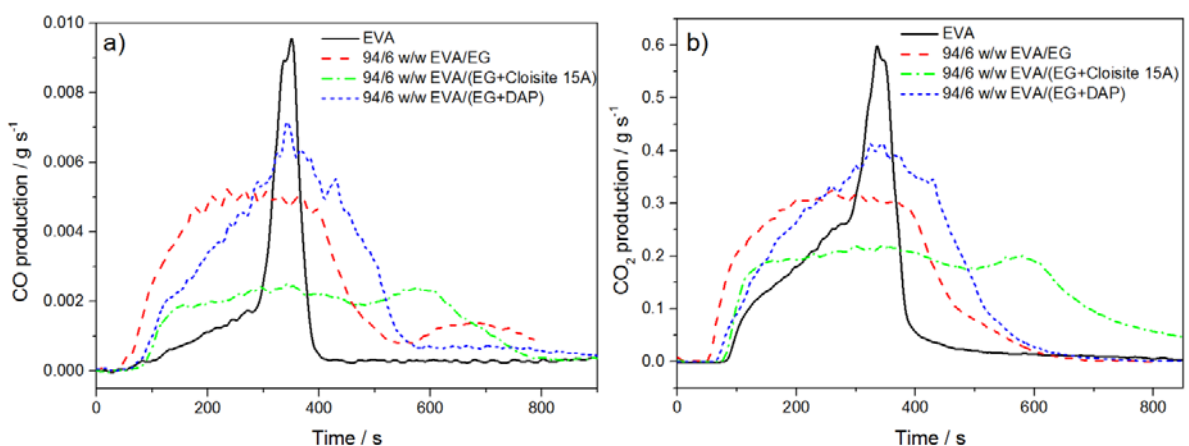 a)
EVA
94/6 w/w EVA/EG
94/6 w/w EVA/(EG+Cloisite 15A)
94/6 w/w EVA/(EG+DAP)
CO production / g s⁻¹
0.010
0.008
0.006
0.004
0.002
0.000
0
200
400
600
800
Time / s
b)
EVA
94/6 w/w EVA/EG
94/6 w/w EVA/(EG+Cloisite 15A)
94/6 w/w EVA/(EG+DAP)
CO₂ production / g s⁻¹
0.6
0.5
0.4
0.3
0.2
0.1
0.0
0
200
400
600
800
Time / s